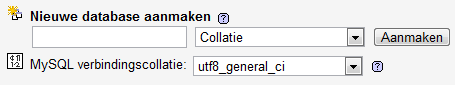 Nieuwe database aanmaken
Collatie Aanmaken
MySQL verbindingscollatie: utf8_general_ci